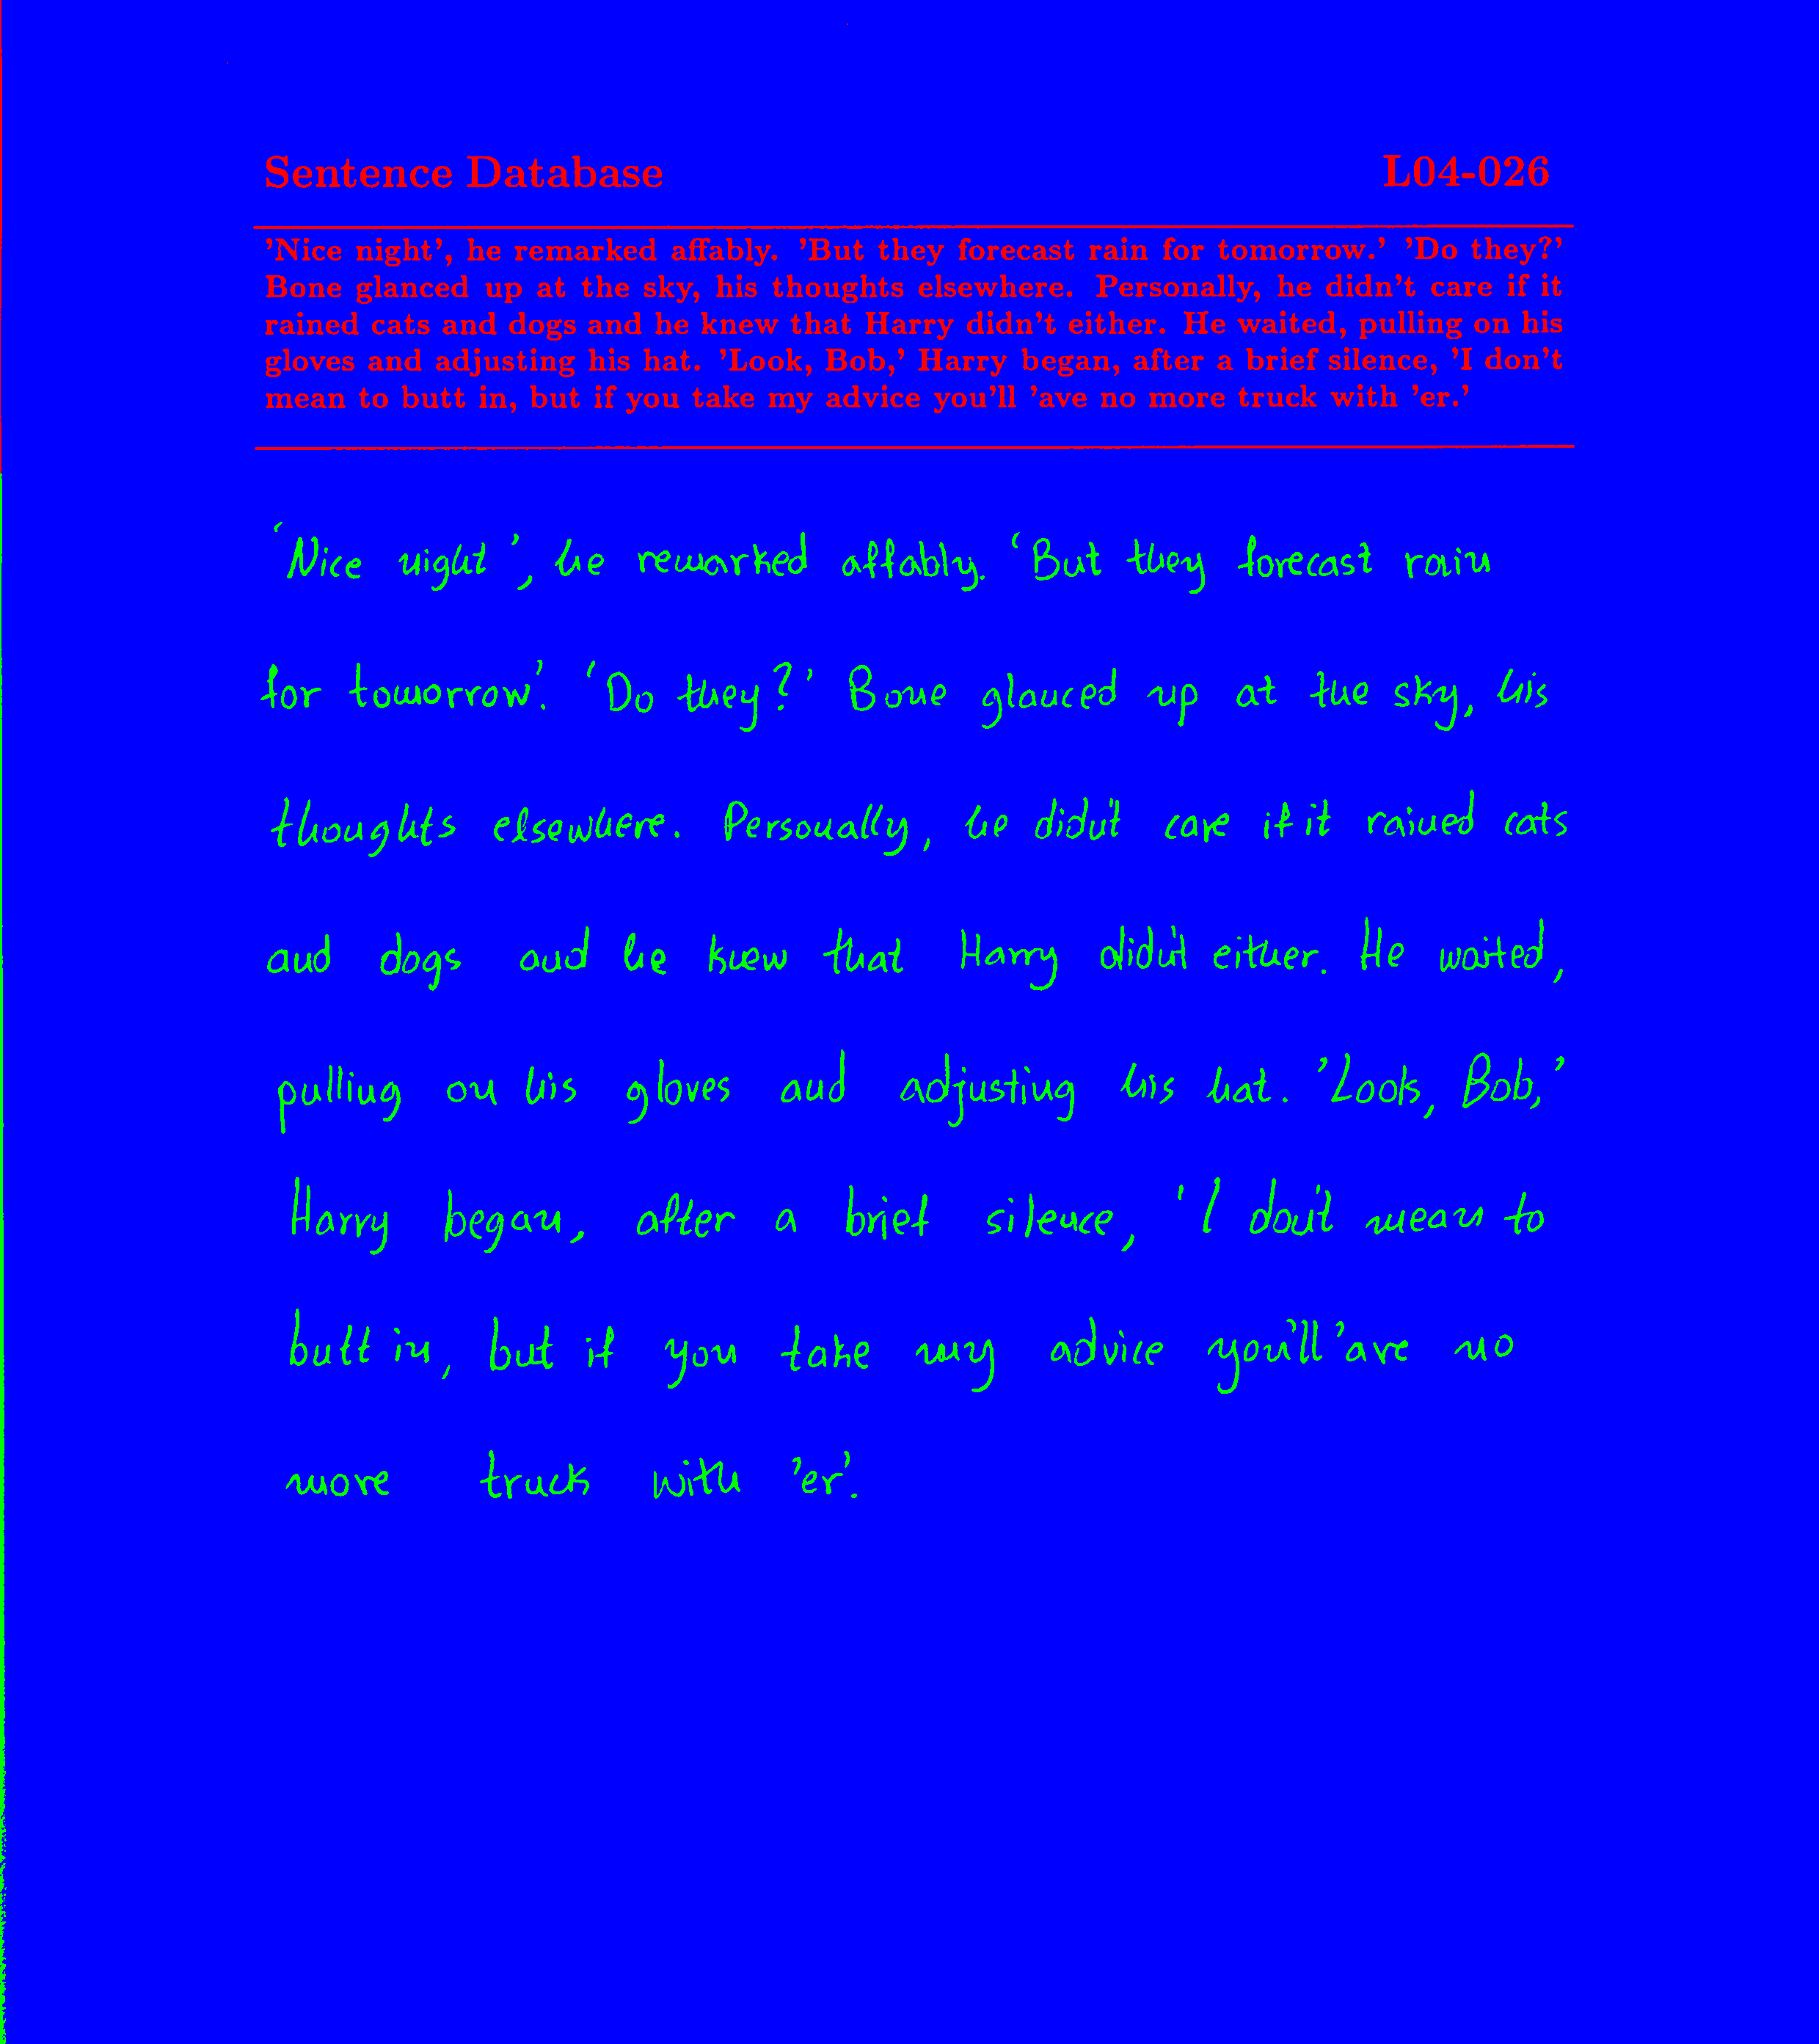 Sentence Database L04-026
'Nice night', he remarked affably. 'But they forecast rain for tomorrow.' 'Do they?'
Bone glanced up at the sky, his thoughts elsewhere. Personally, he didn't care if it
rained cats and dogs and he knew that Harry didn't either. He waited, pulling on his
gloves and adjusting his hat. 'Look, Bob,' Harry began, after a brief silence, 'I don't
mean to butt in, but if you take my advice you'll 'ave no more truck with 'er.'
'Nice night', he remarked affably. 'But they forecast rain
for tomorrow'. 'Do they?' Bone glanced up at the sky, his
thoughts elsewhere. Personally, he didn't care if it rained cats
and dogs and he knew that Harry didn't either. He waited,
pulling on his gloves and adjusting his hat. 'Look, Bob,'
Harry began, after a brief silence, 'I don't mean to
butt in, but if you take my advice you'll 'ave no
more truck with 'er'.